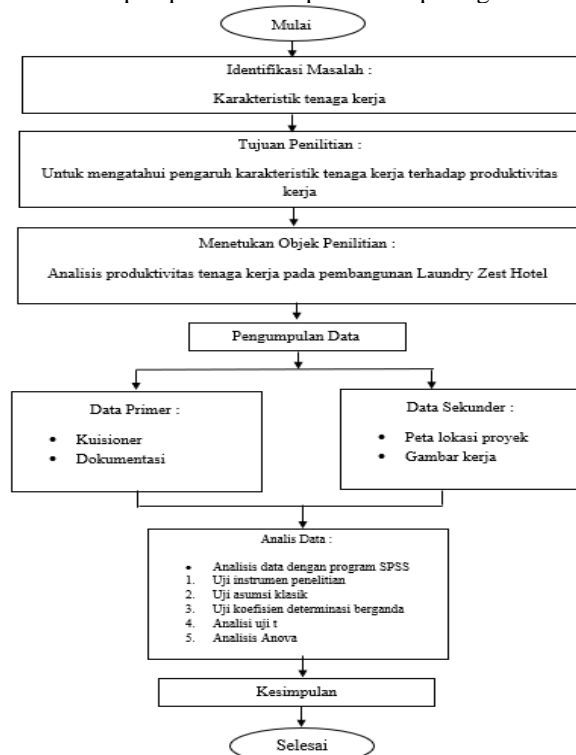 Mulai
Identifikasi Masalah :
Karakteristik tenaga kerja
Tujuan Penilitian :
Untuk mengatahui pengaruh karakteristik tenaga kerja terhadap produktivitas
kerja
Menetukan Objek Penilitian :
Analisis produktivitas tenaga kerja pada pembangunan Laundry Zest Hotel
Pengumpulan Data
Data Primer :
• Kuisioner
• Dokumentasi
Data Sekunder :
• Peta lokasi proyek
• Gambar kerja
Analis Data :
• Analisis data dengan program SPSS
1. Uji instrumen penelitian
2. Uji asumsi klasik
3. Uji koefisien determinasi berganda
4. Analisi uji t
5. Analisis Anova
Kesimpulan
Selesai